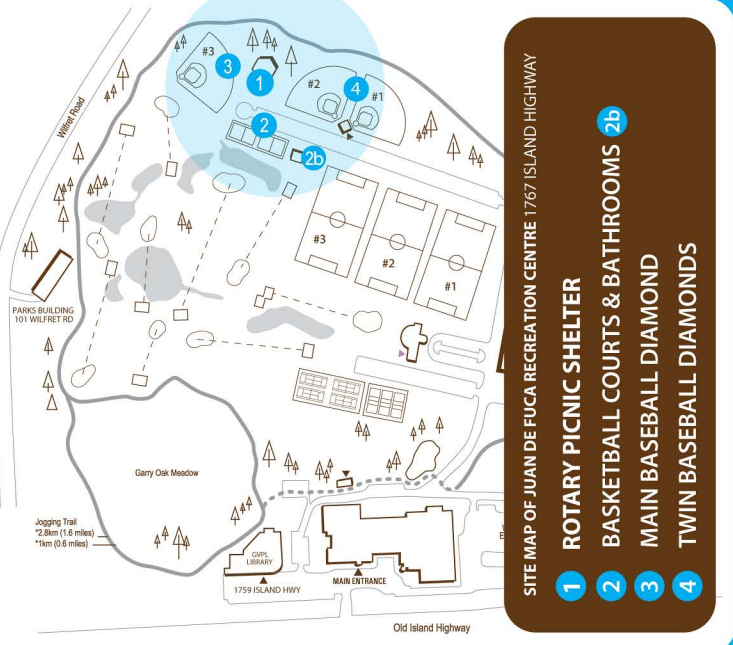 #3
3
1
#2
4
#1
2
2b
Wilfret Road
#3
#2
#1
PARKS BUILDING
101 WILFRET RD
Garry Oak Meadow
Jogging Trail
*2.8km (1.6 miles)
*1km (0.6 miles)
GVPL
LIBRARY
1759 ISLAND HWY
MAIN ENTRANCE
Old Island Highway
SITE MAP OF JUAN DE FUCA RECREATION CENTRE 1767 ISLAND HIGHWAY
1 ROTARY PICNIC SHELTER
2 BASKETBALL COURTS & BATHROOMS 2b
3 MAIN BASEBALL DIAMOND
4 TWIN BASEBALL DIAMONDS